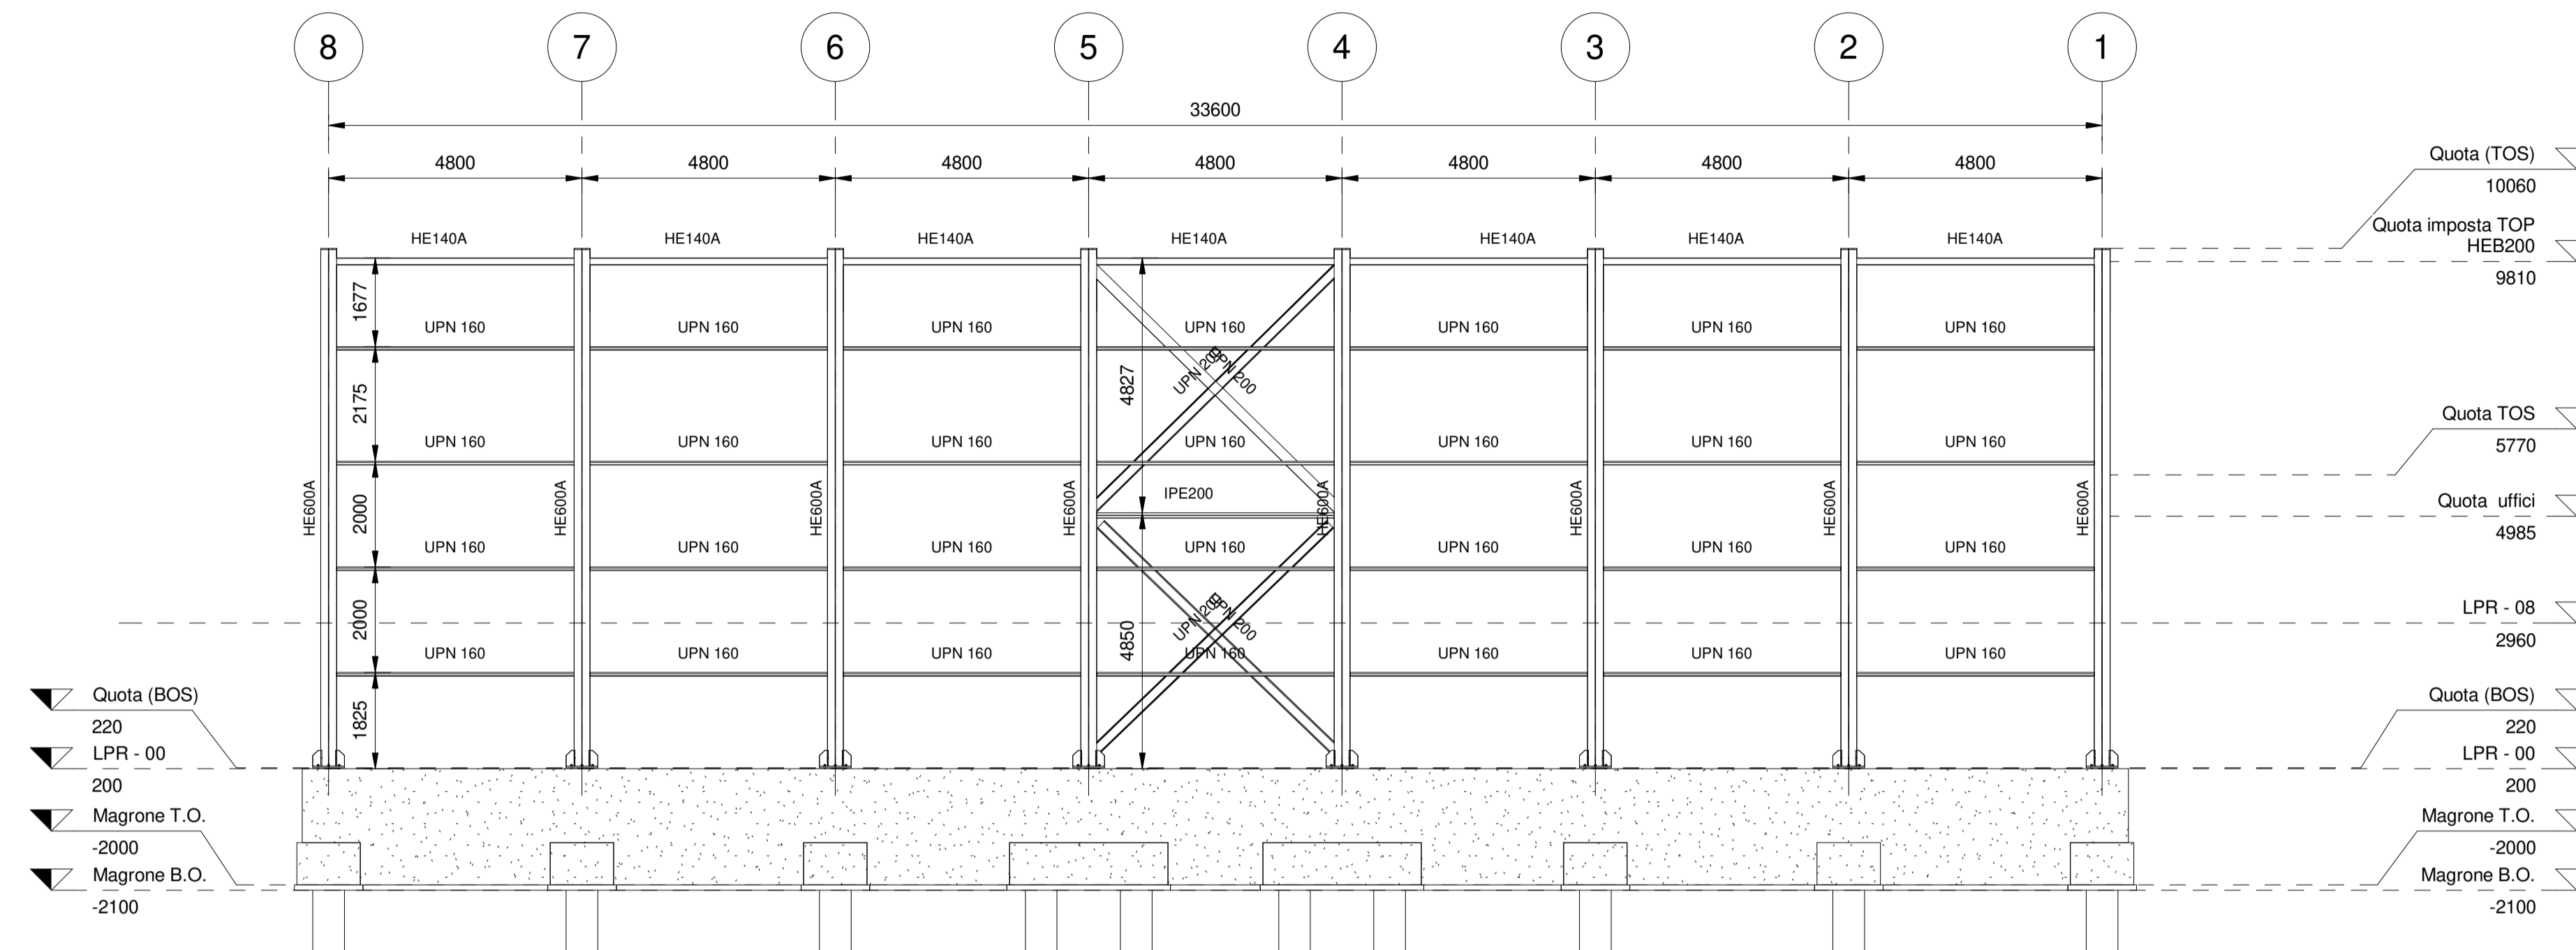 8 7 6 5 4 3 2 1
33600
4800 4800 4800 4800 4800 4800 4800
Quota (TOS)
10060
Quota imposta TOP
HEB200
9810
HE140A HE140A HE140A HE140A HE140A HE140A HE140A
1677
UPN 160 UPN 160 UPN 160 UPN 160 UPN 160 UPN 160 UPN 160
2175
4827
UPN 200 UPN 200
Quota TOS
5770
UPN 160 UPN 160 UPN 160 UPN 160 UPN 160 UPN 160 UPN 160
HE600A HE600A HE600A HE600A HE600A HE600A HE600A HE600A
2000
IPE200
Quota uffici
4985
UPN 160 UPN 160 UPN 160 UPN 160 UPN 160 UPN 160 UPN 160
2000
4850
UPN 200 UPN 200
LPR - 08
2960
UPN 160 UPN 160 UPN 160 UPN 160 UPN 160 UPN 160 UPN 160
1825
Quota (BOS)
220
LPR - 00
200
Magrone T.O.
-2000
Magrone B.O.
-2100
Quota (BOS)
220
LPR - 00
200
Magrone T.O.
-2000
Magrone B.O.
-2100